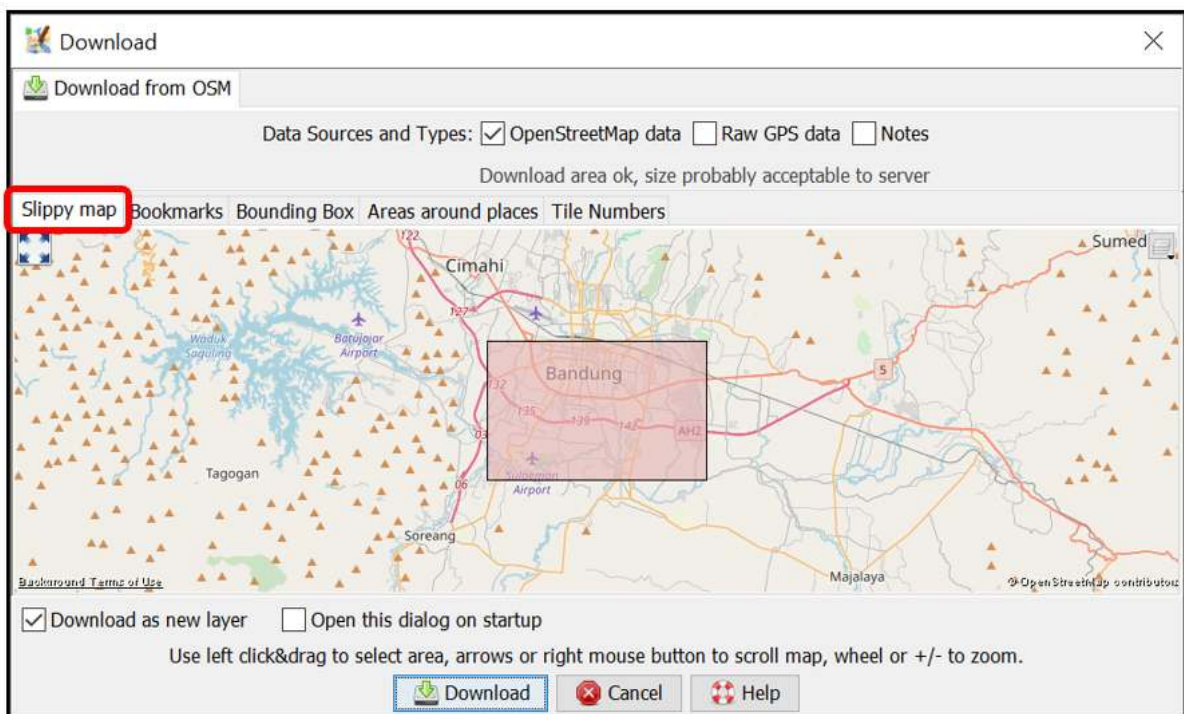 Download
Download from OSM
Data Sources and Types: OpenStreetMap data Raw GPS data Notes
Download area ok, size probably acceptable to server
Slippy map Bookmarks Bounding Box Areas around places Tile Numbers
122
Sumed
Cimahi
127
Waduk
Saguling
Batujajar
Airport
5
132
Bandung
135
139
142
AH2
03
Tagogan
06
Sulaeman
Airport
Soreang
Majalaya
Background Terms of Use
© OpenStreetMap contributors
Download as new layer Open this dialog on startup
Use left click&drag to select area, arrows or right mouse button to scroll map, wheel or +/- to zoom.
Download Cancel Help